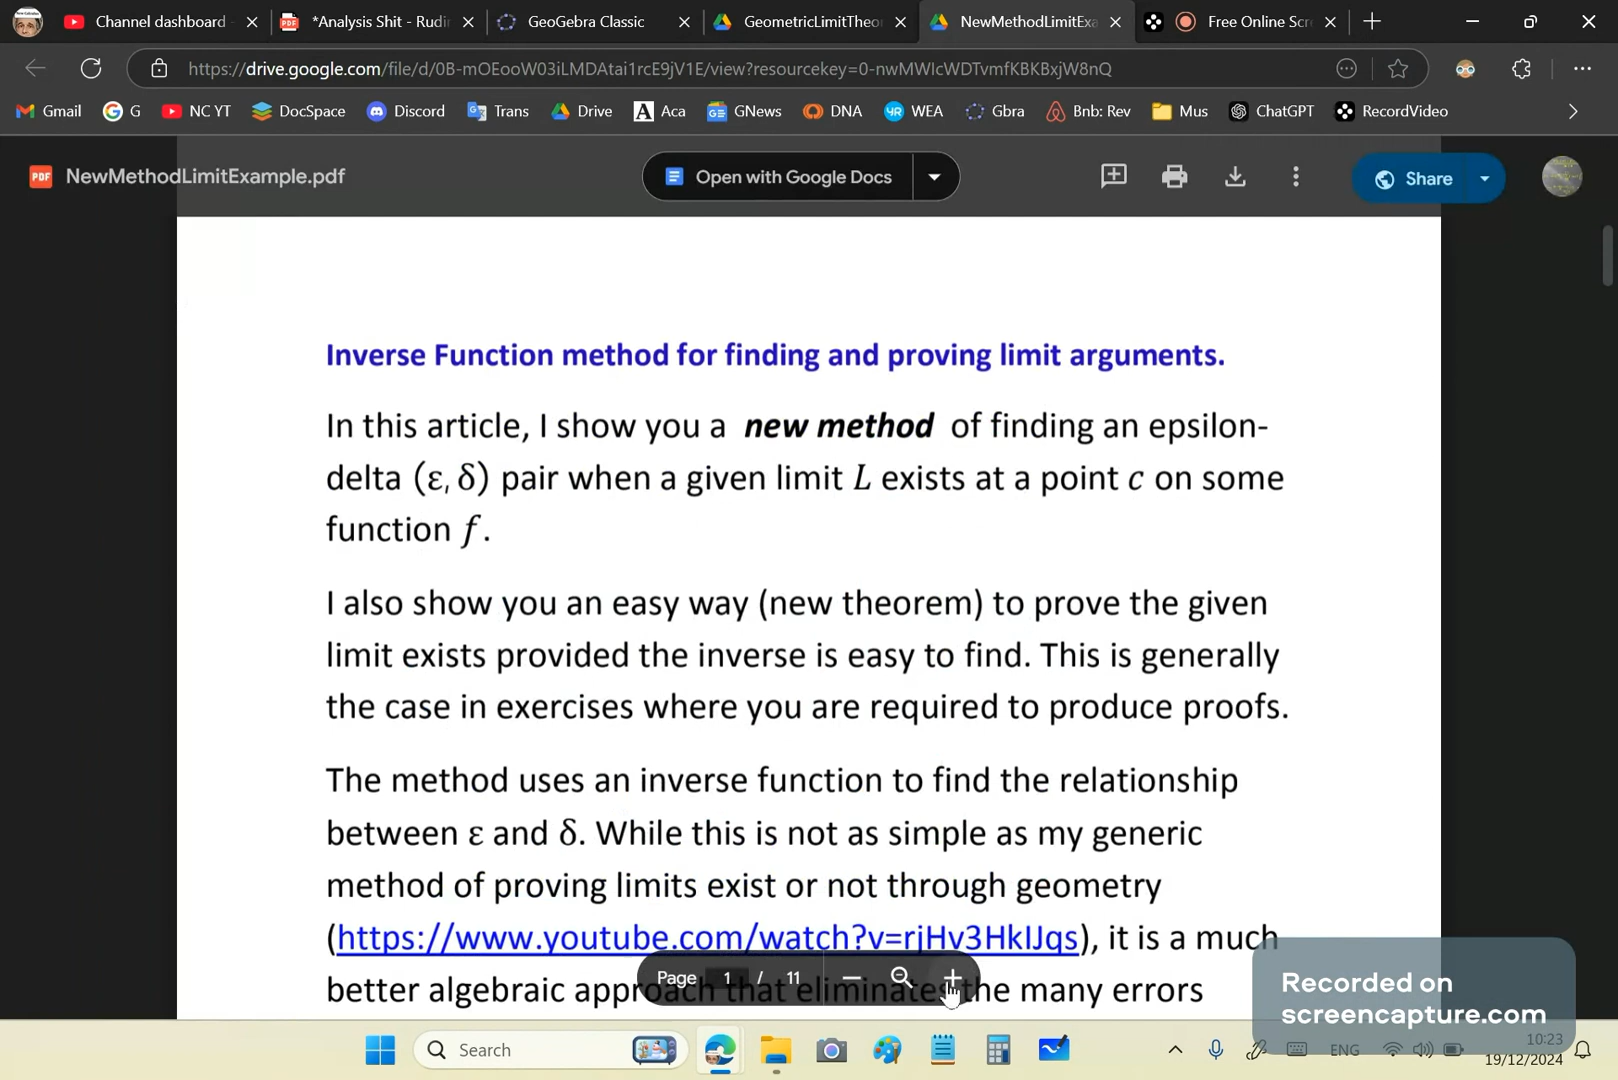 Channel dashboard
*Analysis Shit - Rudi
GeoGebra Classic
GeometricLimitTheo
NewMethodLimitExa
Free Online Scr
https://drive.google.com/file/d/0B-mOEooW03iLMDAtai1rcE9jV1E/view?resourcekey=0-nwMWIcWDTvmfKBKBxjW8nQ
Gmail G NC YT DocSpace Discord Trans Drive Aca GNews DNA WEA Gbra Bnb: Rev Mus ChatGPT RecordVideo
PDF NewMethodLimitExample.pdf Open with Google Docs Share
Inverse Function method for finding and proving limit arguments.
In this article, I show you a new method of finding an epsilon-
delta (ε, δ) pair when a given limit L exists at a point c on some
function f.
I also show you an easy way (new theorem) to prove the given
limit exists provided the inverse is easy to find. This is generally
the case in exercises where you are required to produce proofs.
The method uses an inverse function to find the relationship
between ε and δ. While this is not as simple as my generic
method of proving limits exist or not through geometry
(https://www.youtube.com/watch?v=rjHv3HkIJqs), it is a much
better algebraic approach that eliminates the many errors
Page 1 / 11
Recorded on
screencapture.com
Search
ENG
10:23
19/12/2024